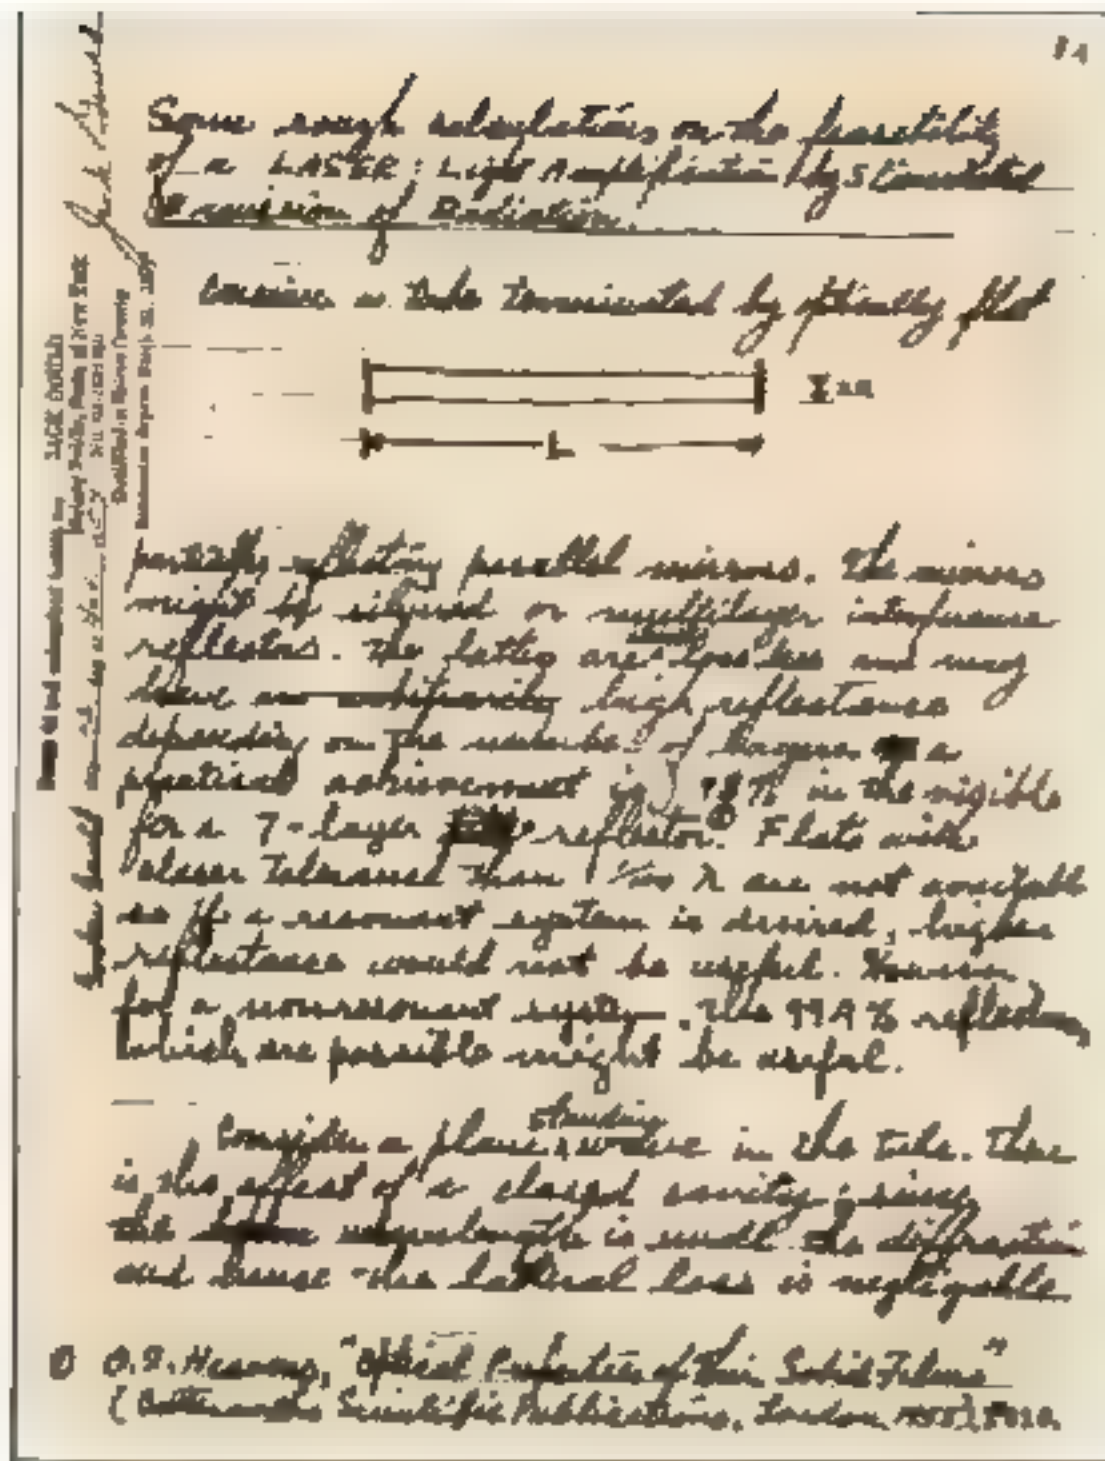 Some rough calculations on the feasibility
of a LASER: Light Amplification by Stimulated
Emission of Radiation.
Consider a tube terminated by optically flat
L
partially reflecting parallel mirrors. The mirrors
might be silvered or multilayer interference
reflectors. The latter are lossless and may
have high reflectance
depending on the number of layers. a
practical achievement is 98% in the visible
for a 7-layer reflector. Flats with
closer tolerance than 1/100 λ are not available
so if a resonant system is desired, higher
reflectance would not be useful. However
for a nonresonant system, the 99.9% reflectors
which are possible might be useful.
Consider a plane standing wave in the tube. There
is the effect of a closed cavity; since
the wavelength is small the diffraction
and hence the lateral loss is negligable
O.S. Heavens, "Optical Properties of Thin Solid Films"
(Butterworths Scientific Publications, London, 1955)